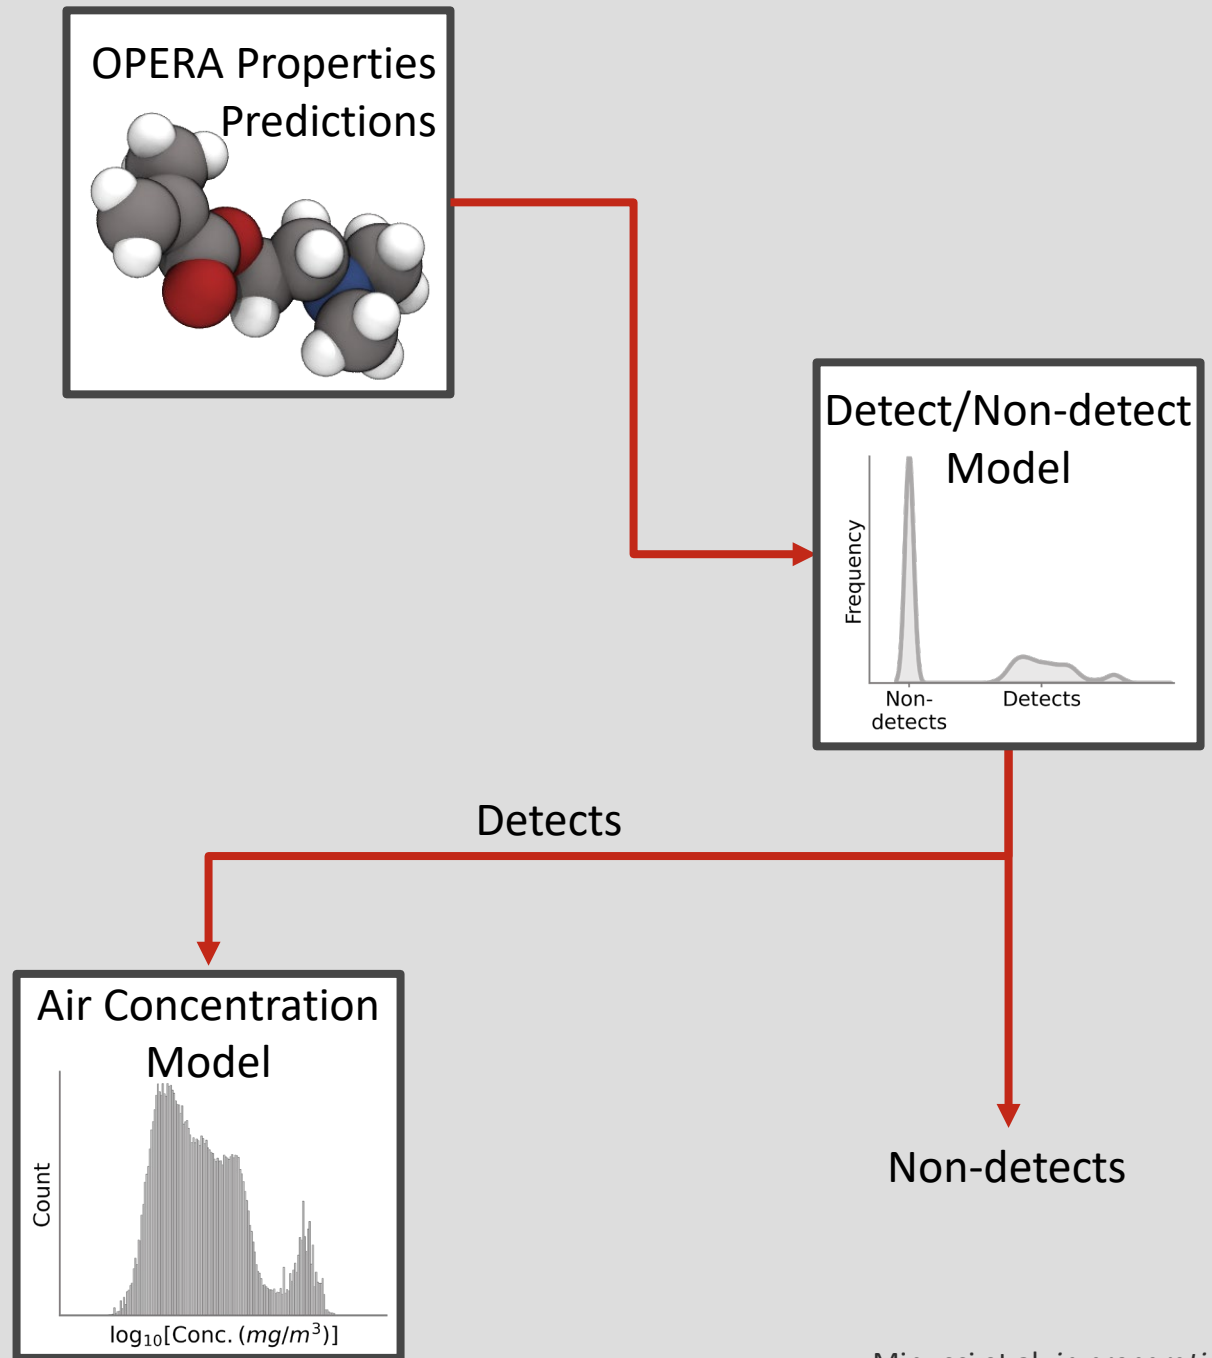 OPERA Properties
Predictions
Detect/Non-detect
Model
Frequency
Non-
detects
Detects
Detects
Air Concentration
Model
Count
log₁₀[Conc. (mg/m³)]
Non-detects